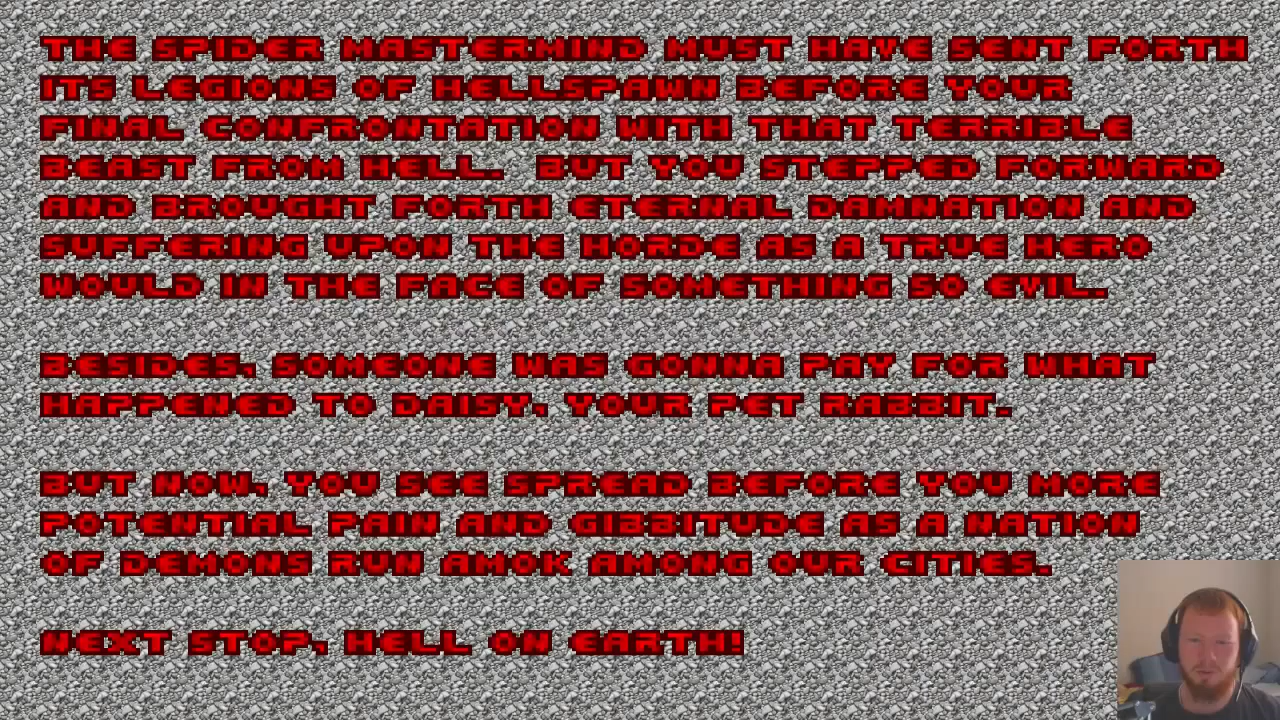 THE SPIDER MASTERMIND MUST HAVE SENT FORTH
ITS LEGIONS OF HELLSPAWN BEFORE YOUR
FINAL CONFRONTATION WITH THAT TERRIBLE
BEAST FROM HELL.  BUT YOU STEPPED FORWARD
AND BROUGHT FORTH ETERNAL DAMNATION AND
SUFFERING UPON THE HORDE AS A TRUE HERO
WOULD IN THE FACE OF SOMETHING SO EVIL.
BESIDES, SOMEONE WAS GONNA PAY FOR WHAT
HAPPENED TO DAISY, YOUR PET RABBIT.
BUT NOW, YOU SEE SPREAD BEFORE YOU MORE
POTENTIAL PAIN AND GIBBITUDE AS A NATION
OF DEMONS RUN AMOK AMONG OUR CITIES.
NEXT STOP, HELL ON EARTH!